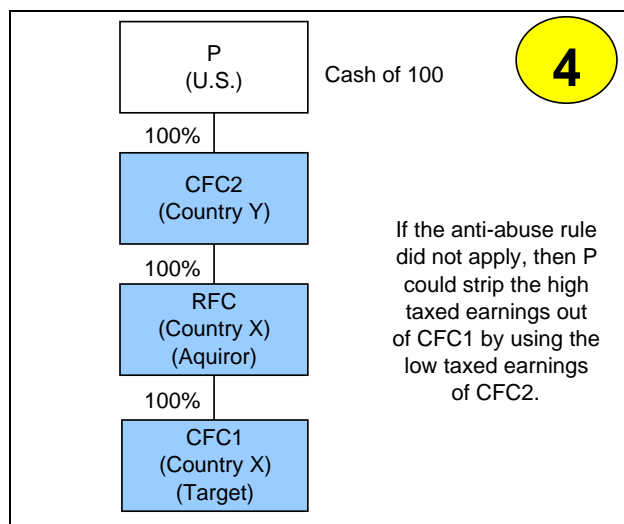 P
(U.S.)
Cash of 100
4
100%
CFC2
(Country Y)
100%
RFC
(Country X)
(Aquiror)
100%
CFC1
(Country X)
(Target)
If the anti-abuse rule
did not apply, then P
could strip the high
taxed earnings out
of CFC1 by using the
low taxed earnings
of CFC2.